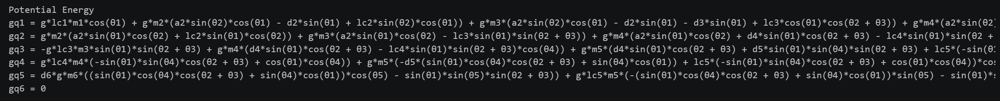 Potential Energy
gq1 = g*lc1*m1*cos(θ1) + g*m2*(a2*sin(θ2)*cos(θ1) - d2*sin(θ1) + lc2*sin(θ2)*cos(θ1)) + g*m3*(a2*sin(θ2)*cos(θ1) - d2*sin(θ1) - d3*sin(θ1) + lc3*cos(θ1)*cos(θ2 + θ3)) + g*m4*(a2*sin(θ2)
gq2 = g*m2*(a2*sin(θ1)*cos(θ2) + lc2*sin(θ1)*cos(θ2)) + g*m3*(a2*sin(θ1)*cos(θ2) - lc3*sin(θ1)*sin(θ2 + θ3)) + g*m4*(a2*sin(θ1)*cos(θ2) + d4*sin(θ1)*cos(θ2 + θ3) - lc4*sin(θ1)*sin(θ2 +
gq3 = -g*lc3*m3*sin(θ1)*sin(θ2 + θ3) + g*m4*(d4*sin(θ1)*cos(θ2 + θ3) - lc4*sin(θ1)*sin(θ2 + θ3)*cos(θ4)) + g*m5*(d4*sin(θ1)*cos(θ2 + θ3) + d5*sin(θ1)*sin(θ4)*sin(θ2 + θ3) + lc5*(-sin(θ1
gq4 = g*lc4*m4*(-sin(θ1)*sin(θ4)*cos(θ2 + θ3) + cos(θ1)*cos(θ4)) + g*m5*(-d5*(sin(θ1)*cos(θ4)*cos(θ2 + θ3) + sin(θ4)*cos(θ1)) + lc5*(-sin(θ1)*sin(θ4)*cos(θ2 + θ3) + cos(θ1)*cos(θ4))*cos
gq5 = d6*g*m6*((sin(θ1)*cos(θ4)*cos(θ2 + θ3) + sin(θ4)*cos(θ1))*cos(θ5) - sin(θ1)*sin(θ5)*sin(θ2 + θ3)) + g*lc5*m5*(-(sin(θ1)*cos(θ4)*cos(θ2 + θ3) + sin(θ4)*cos(θ1))*sin(θ5) - sin(θ1)*
gq6 = 0